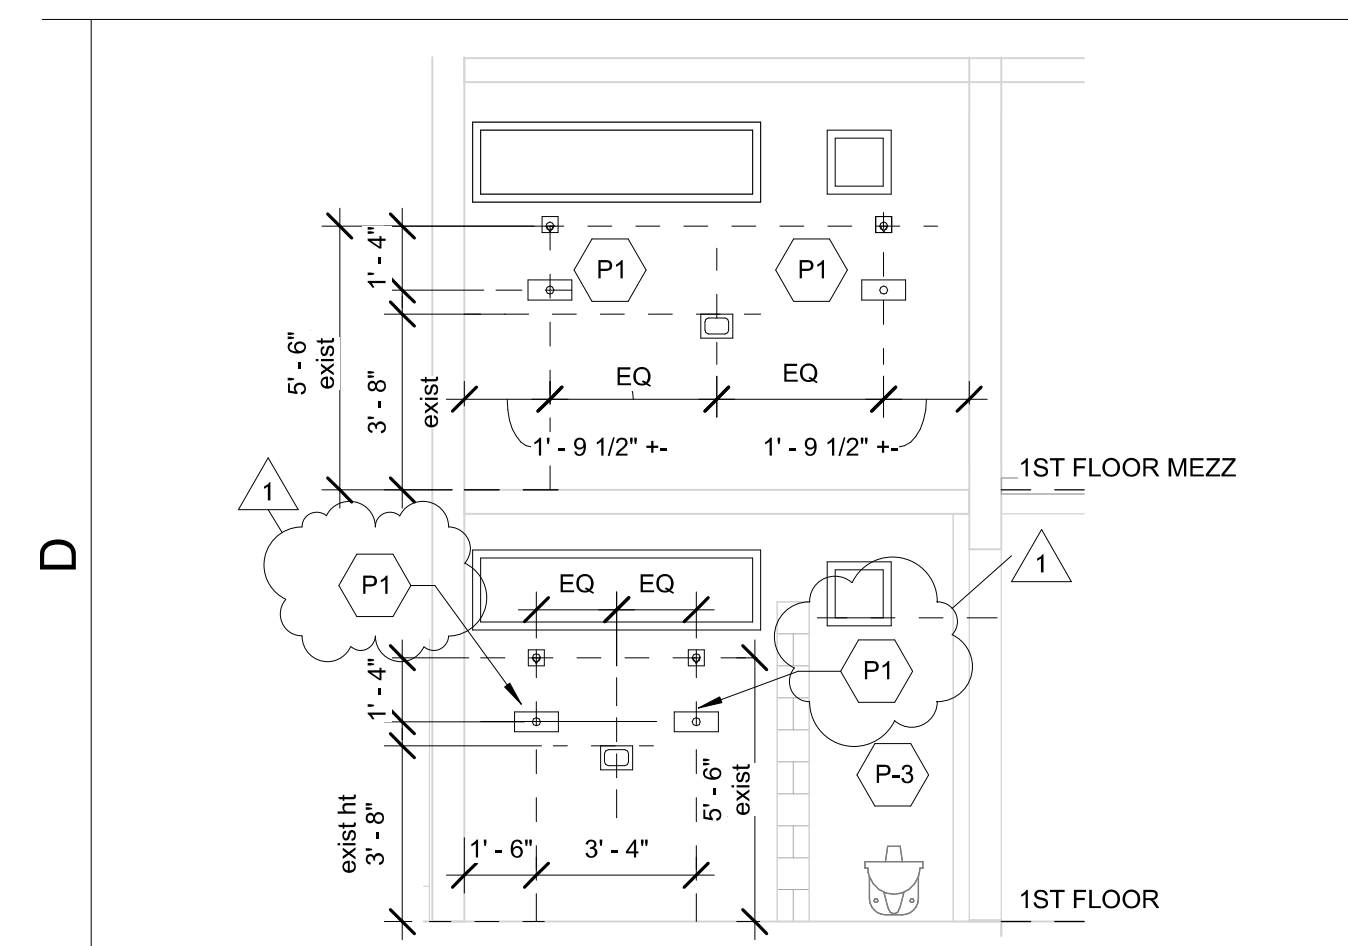 1' - 4"
P1
P1
5' - 6"
exist
3' - 8"
exist
EQ
EQ
1' - 9 1/2" +-
1' - 9 1/2" +-
1ST FLOOR MEZZ
1
D
P1
EQ
EQ
1
1' - 4"
P1
P-3
5' - 6"
exist
exist ht
3' - 8"
1' - 6"
3' - 4"
1ST FLOOR